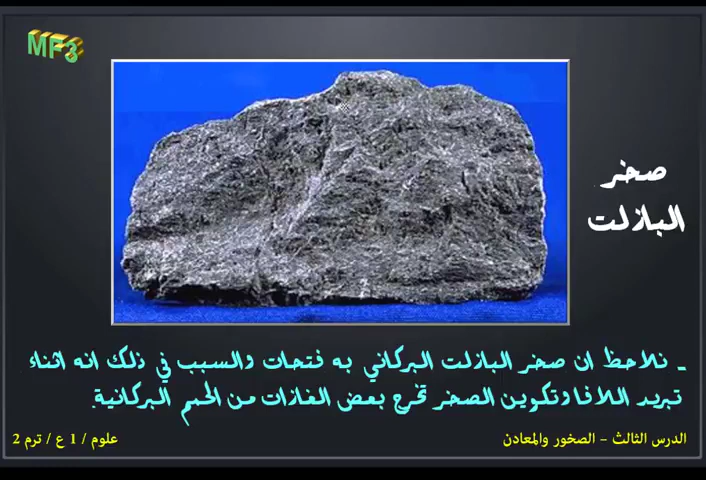 MF3
صخر
البازلت
- نلاحظ ان صخر البازلت البركاني به فتحات والسبب في ذلك انه اثناء
تبريد اللافا وتكوين الصخر تخرج بعض الغازات من الحمم البركانية.
الدرس الثالث - الصخور والمعادن
علوم / 1 ع / ترم 2